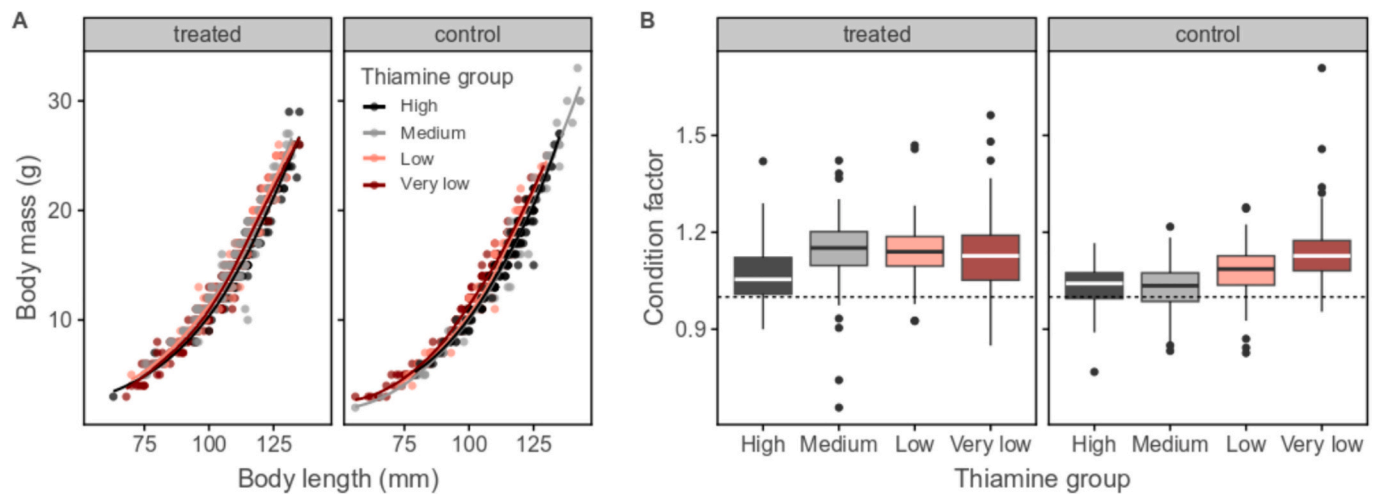 A
treated
control
Body mass (g)
30
20
10
Thiamine group
High
Medium
Low
Very low
75
100
125
75
100
125
Body length (mm)
B
treated
control
Condition factor
1.5
1.2
0.9
High
Medium
Low
Very low
High
Medium
Low
Very low
Thiamine group